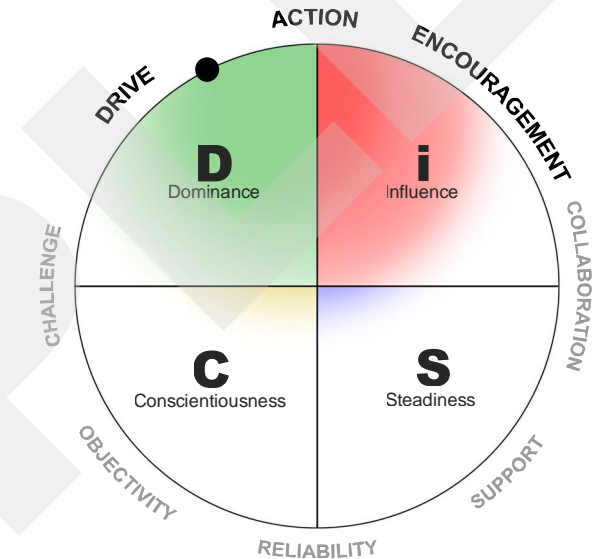 ACTION
DRIVE
ENCOURAGEMENT
D
Dominance
i
Influence
CHALLENGE
COLLABORATION
C
Conscientiousness
S
Steadiness
OBJECTIVITY
SUPPORT
RELIABILITY